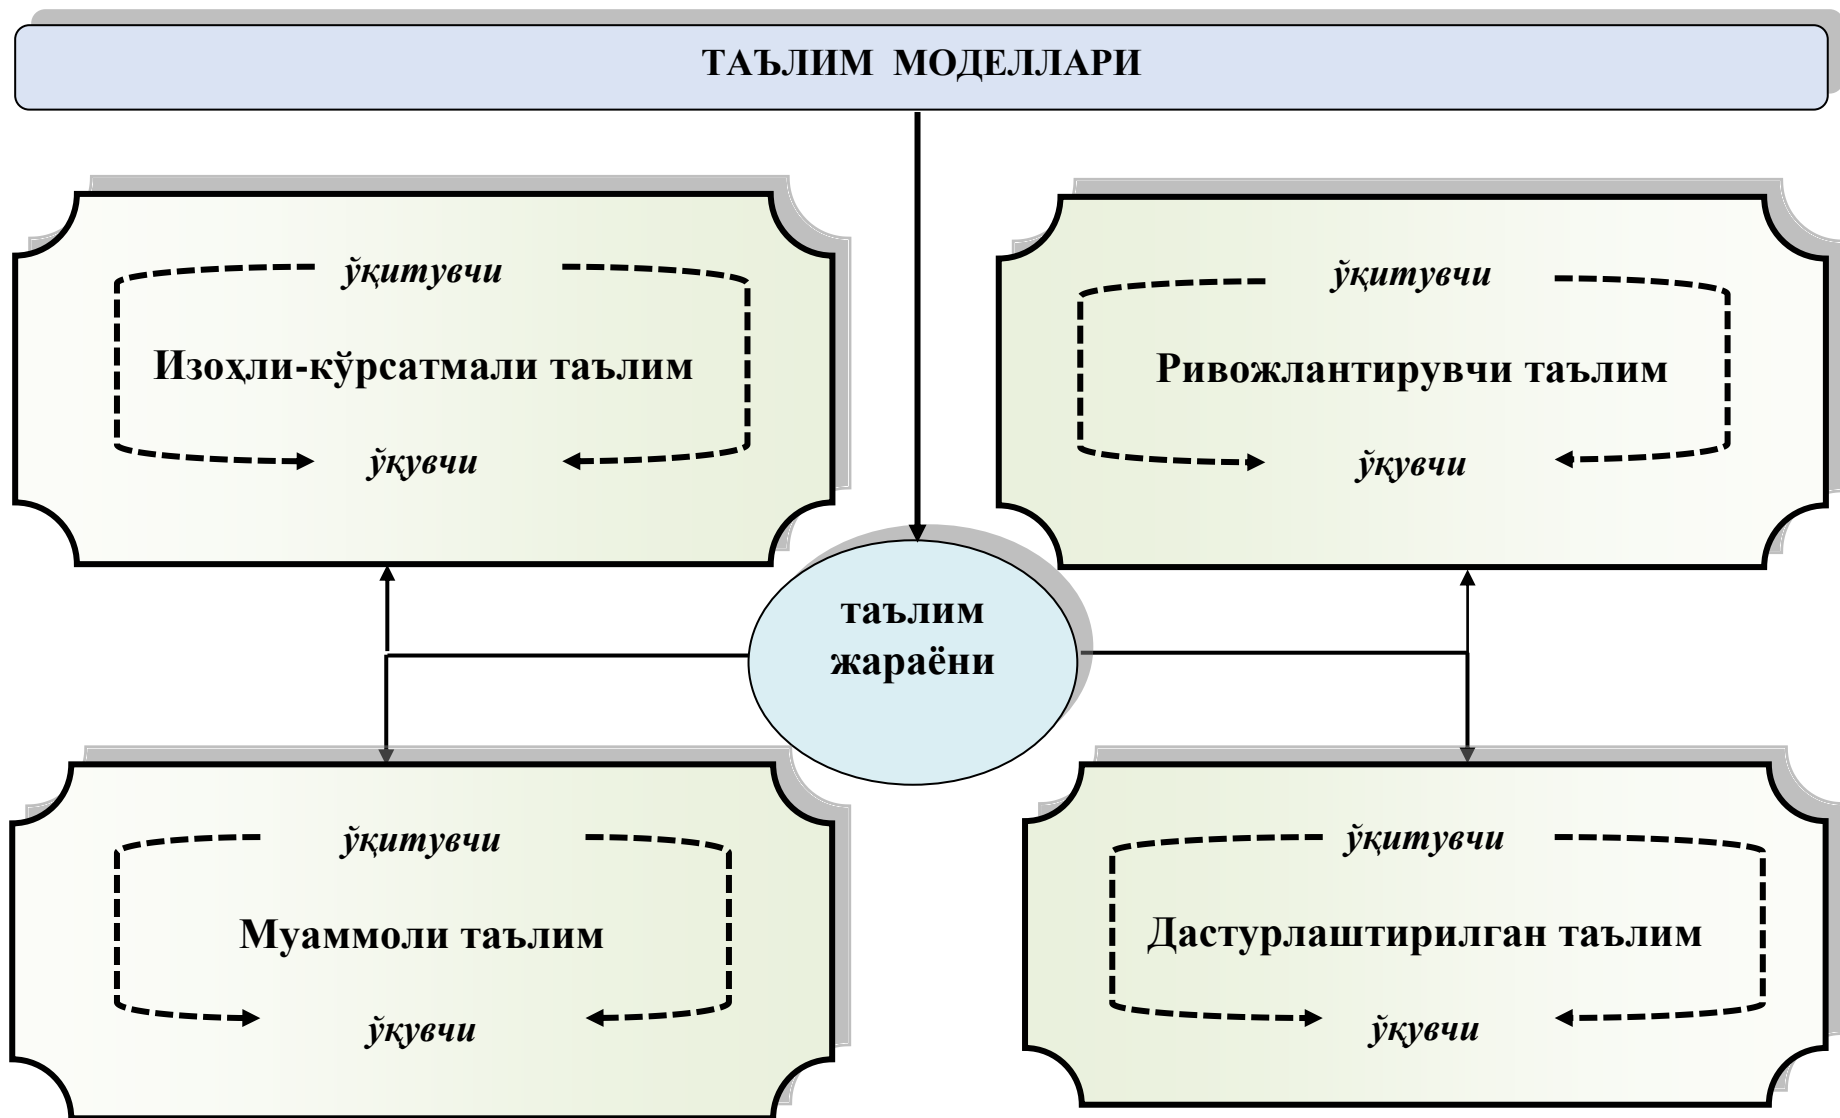 ТАЪЛИМ МОДЕЛЛАРИ
ўқитувчи
Изоҳли-кўрсатмали таълим
ўқувчи
ўқитувчи
Ривожлантирувчи таълим
ўқувчи
таълим
жараёни
ўқитувчи
Муаммоли таълим
ўқувчи
ўқитувчи
Дастурлаштирилган таълим
ўқувчи